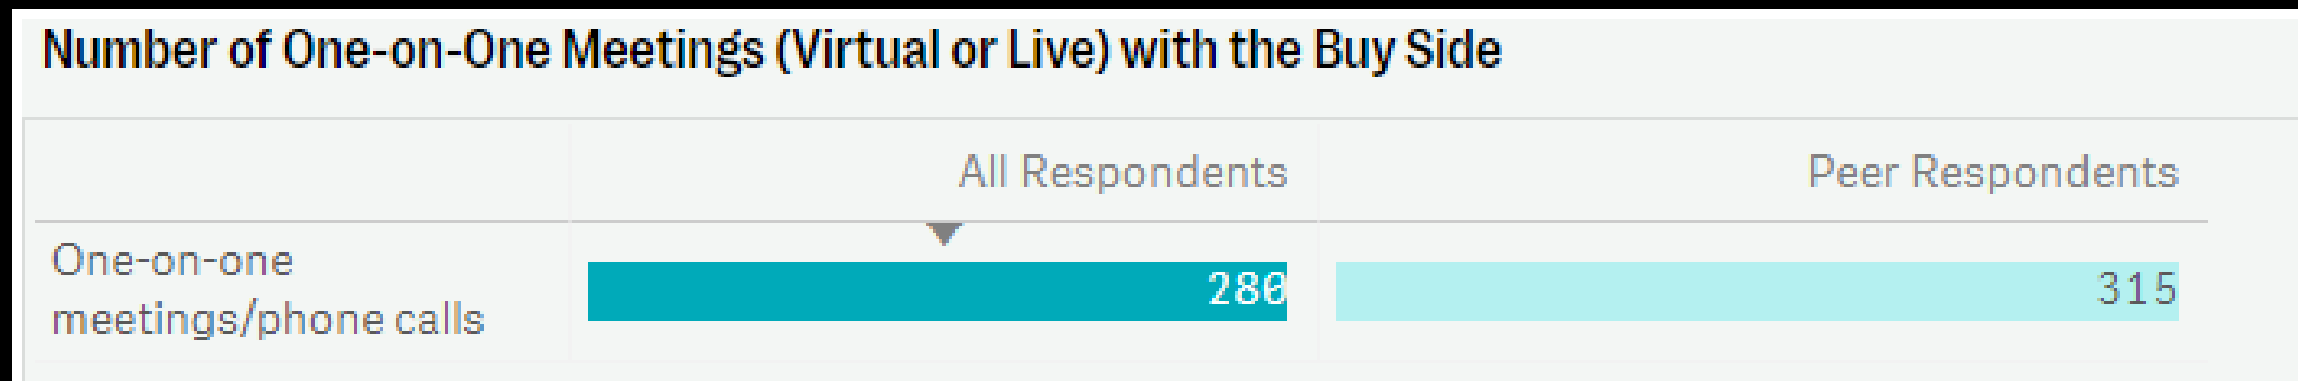 Number of One-on-One Meetings (Virtual or Live) with the Buy Side
All Respondents Peer Respondents
One-on-one
meetings/phone calls
280 315